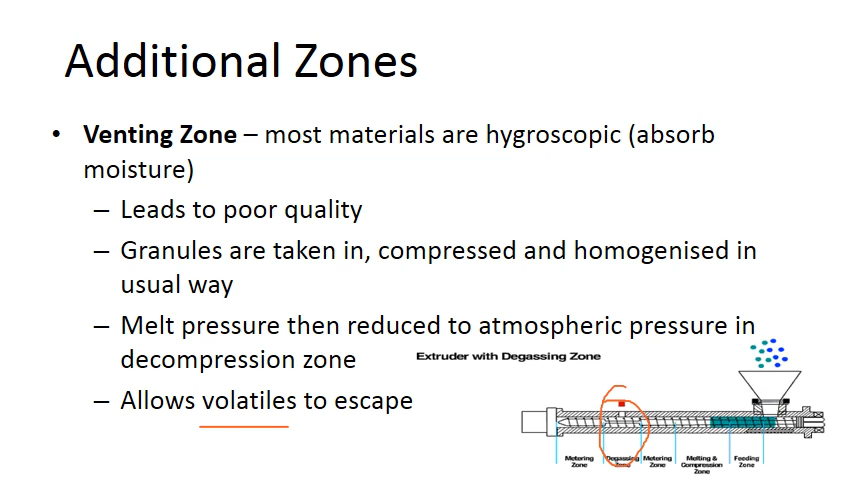 Additional Zones
• Venting Zone – most materials are hygroscopic (absorb
moisture)
– Leads to poor quality
– Granules are taken in, compressed and homogenised in
usual way
– Melt pressure then reduced to atmospheric pressure in
decompression zone
– Allows volatiles to escape
Extruder with Degassing Zone
Metering Zone
Degassing Zone
Metering Zone
Melting & Compression Zone
Feeding Zone